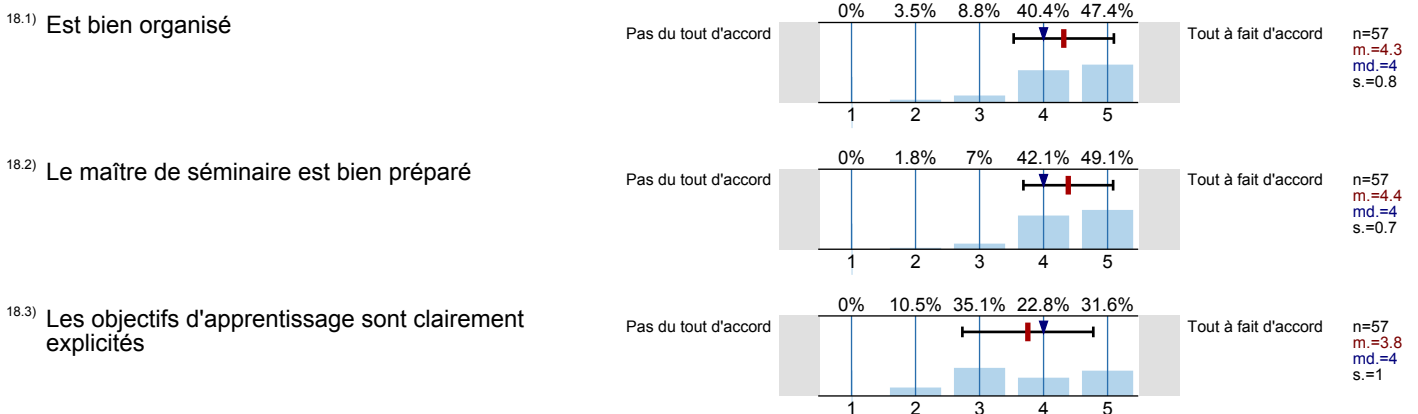 18.1) Est bien organisé
Pas du tout d'accord
0% 3.5% 8.8% 40.4% 47.4%
1 2 3 4 5
Tout à fait d'accord
n=57
m.=4.3
md.=4
s.=0.8
18.2) Le maître de séminaire est bien préparé
Pas du tout d'accord
0% 1.8% 7% 42.1% 49.1%
1 2 3 4 5
Tout à fait d'accord
n=57
m.=4.4
md.=4
s.=0.7
18.3) Les objectifs d'apprentissage sont clairement
explicités
Pas du tout d'accord
0% 10.5% 35.1% 22.8% 31.6%
1 2 3 4 5
Tout à fait d'accord
n=57
m.=3.8
md.=4
s.=1